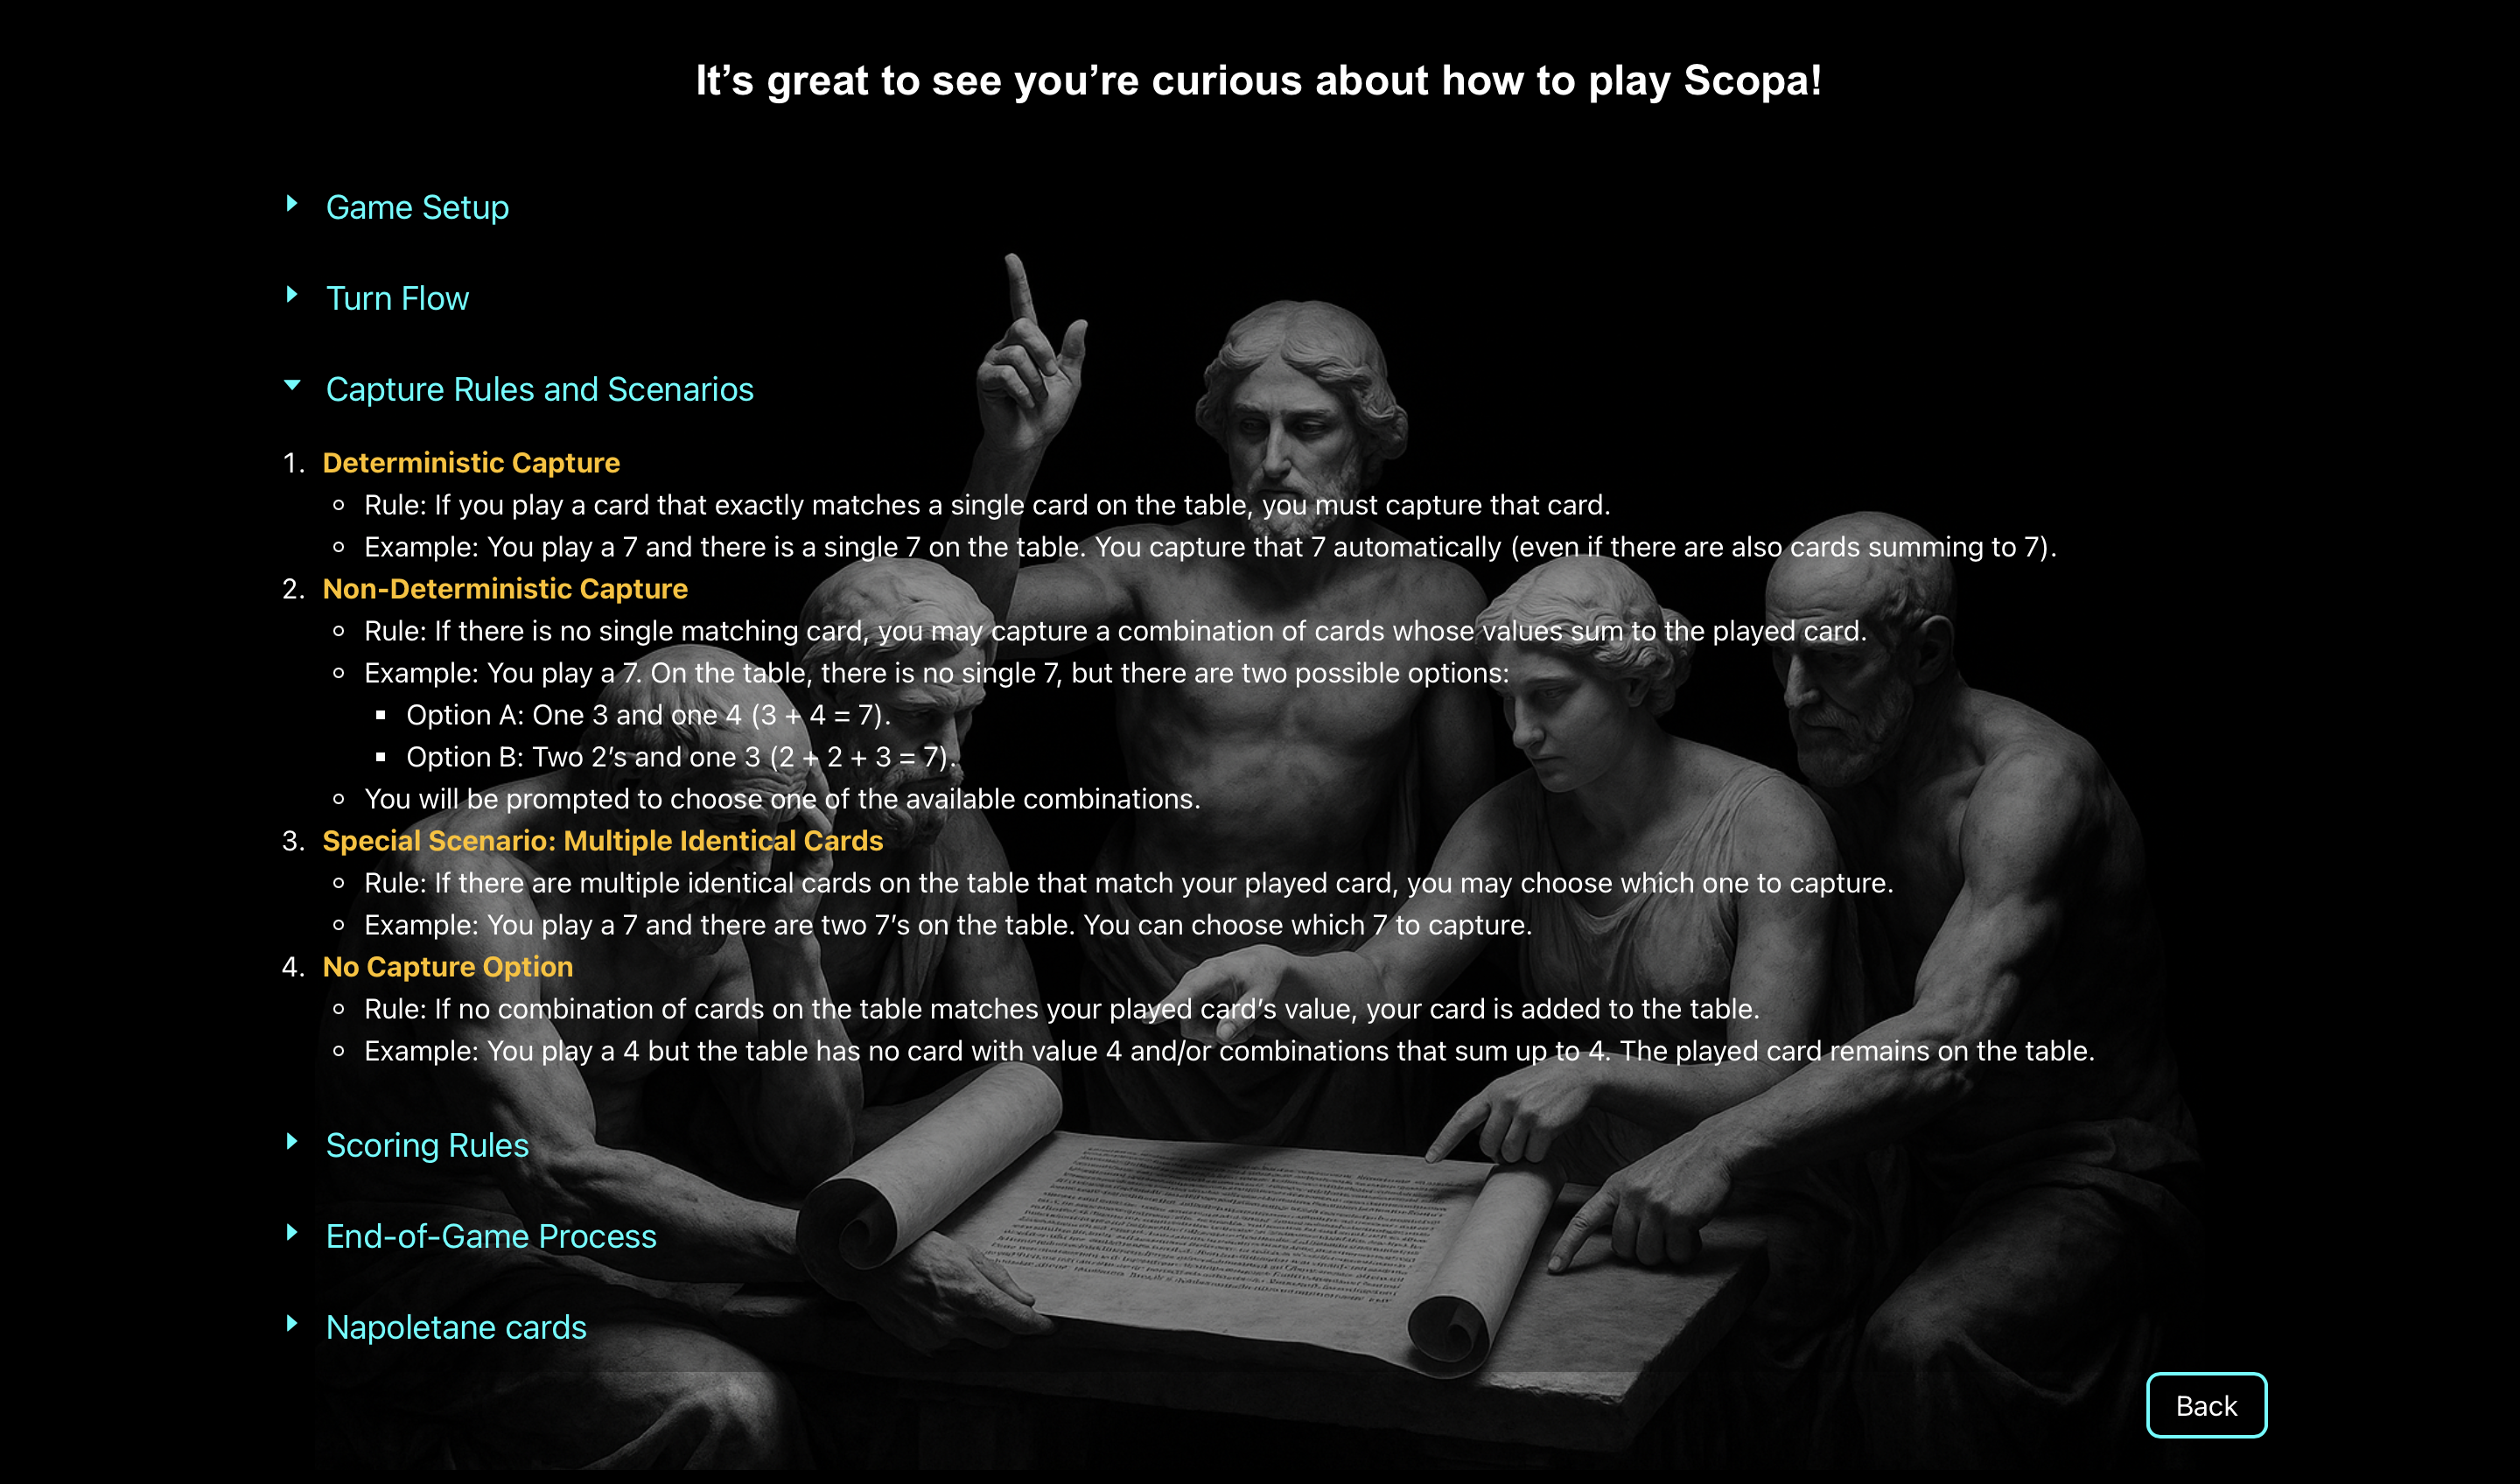 It’s great to see you’re curious about how to play Scopa!
Game Setup
Turn Flow
Capture Rules and Scenarios
1. Deterministic Capture
Rule: If you play a card that exactly matches a single card on the table, you must capture that card.
Example: You play a 7 and there is a single 7 on the table. You capture that 7 automatically (even if there are also cards summing to 7).
2. Non-Deterministic Capture
Rule: If there is no single matching card, you may capture a combination of cards whose values sum to the played card.
Example: You play a 7. On the table, there is no single 7, but there are two possible options:
Option A: One 3 and one 4 (3 + 4 = 7).
Option B: Two 2’s and one 3 (2 + 2 + 3 = 7).
You will be prompted to choose one of the available combinations.
3. Special Scenario: Multiple Identical Cards
Rule: If there are multiple identical cards on the table that match your played card, you may choose which one to capture.
Example: You play a 7 and there are two 7’s on the table. You can choose which 7 to capture.
4. No Capture Option
Rule: If no combination of cards on the table matches your played card’s value, your card is added to the table.
Example: You play a 4 but the table has no card with value 4 and/or combinations that sum up to 4. The played card remains on the table.
Scoring Rules
End-of-Game Process
Napoletane cards
Back